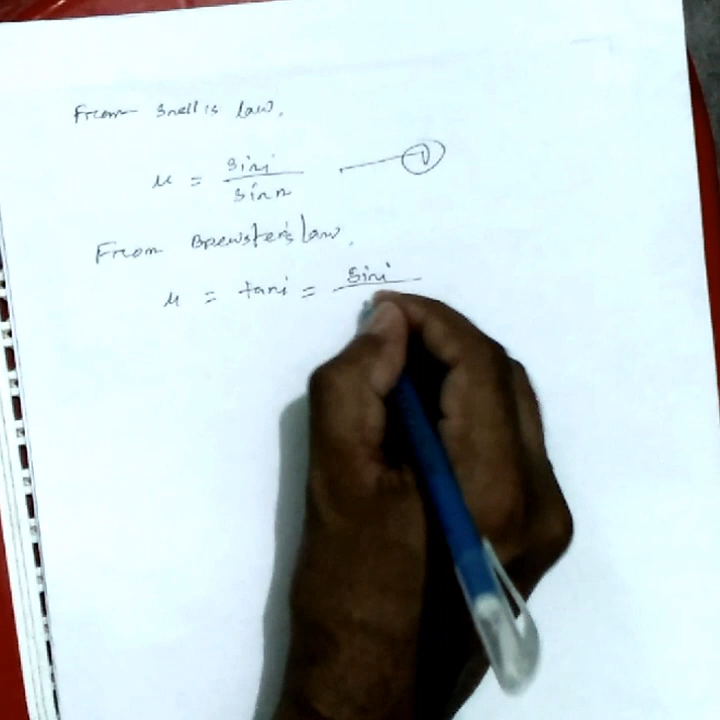 From Snell's law,
μ = sini / sinr — ①
From Brewster's law,
μ = tani = sini